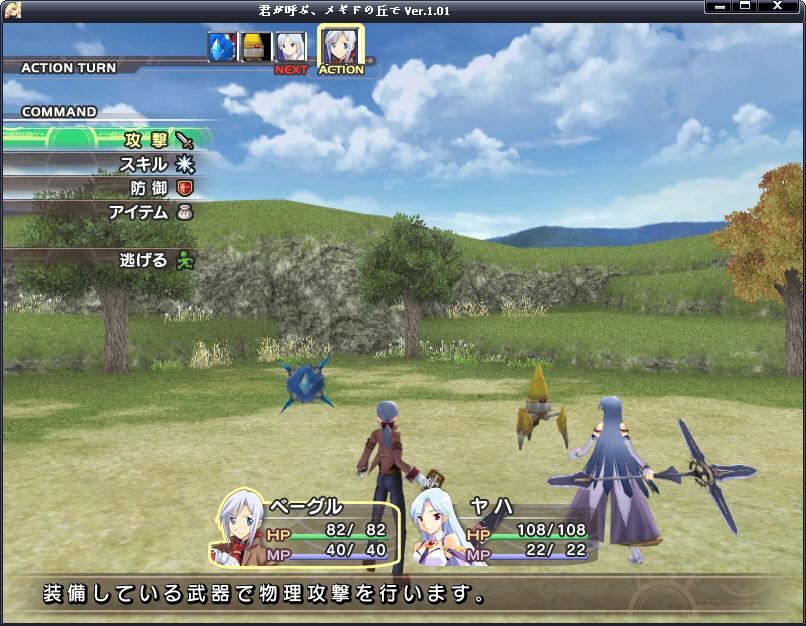 君が呼ぶ、メギドの丘で Ver.1.01
ACTION TURN
NEXT
ACTION
COMMAND
攻撃
スキル
防御
アイテム
逃げる
ベーグル
HP 82/ 82
MP 40/ 40
ヤハ
HP 108/108
MP 22/ 22
装備している武器で物理攻撃を行います。